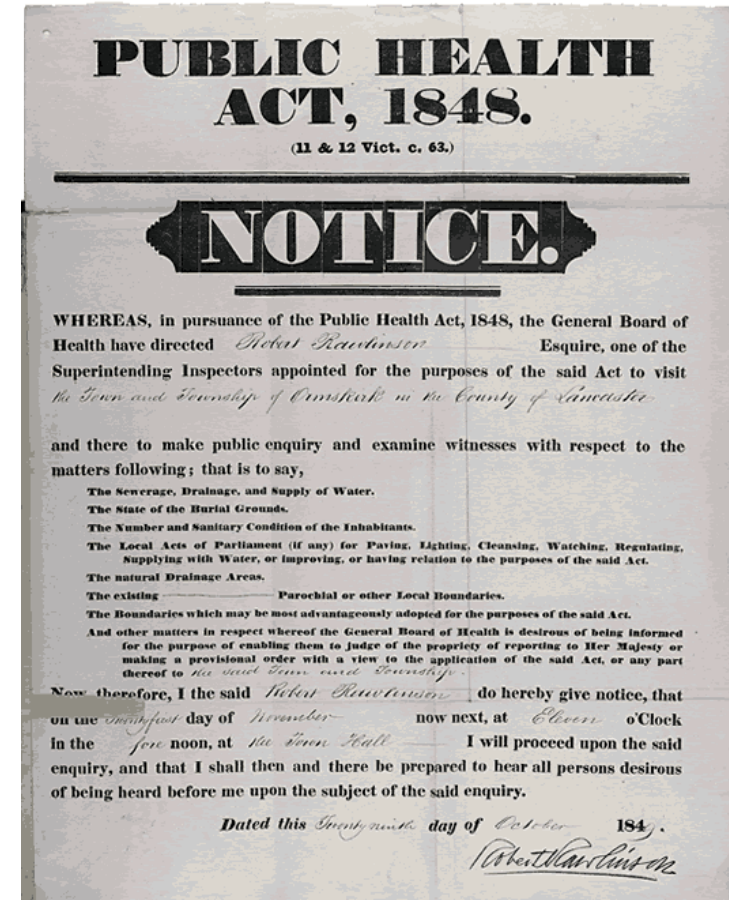 PUBLIC HEALTH
ACT, 1848.
(11 & 12 Vict. c. 63.)
NOTICE.
WHEREAS, in pursuance of the Public Health Act, 1848, the General Board of
Health have directed Robert Rawlinson Esquire, one of the
Superintending Inspectors appointed for the purposes of the said Act to visit
the Town and Township of Ormskirk in the County of Lancaster
and there to make public enquiry and examine witnesses with respect to the
matters following; that is to say,
The Sewerage, Drainage, and Supply of Water.
The State of the Burial Grounds.
The Number and Sanitary Condition of the Inhabitants.
The Local Acts of Parliament (if any) for Paving, Lighting, Cleansing, Watching, Regulating,
Supplying with Water, or improving, or having relation to the purposes of the said Act.
The natural Drainage Areas.
The existing ———— Parochial or other Local Boundaries.
The Boundaries which may be most advantageously adopted for the purposes of the said Act.
And other matters in respect whereof the General Board of Health is desirous of being informed
for the purpose of enabling them to judge of the propriety of reporting to Her Majesty or
making a provisional order with a view to the application of the said Act, or any part
thereof to the said Town and Township.
Now therefore, I the said Robert Rawlinson do hereby give notice, that
on the Twentyfirst day of November now next, at Eleven o'Clock
in the fore noon, at the Town Hall I will proceed upon the said
enquiry, and that I shall then and there be prepared to hear all persons desirous
of being heard before me upon the subject of the said enquiry.
Dated this Twentyninth day of October 1849.
Robert Rawlinson